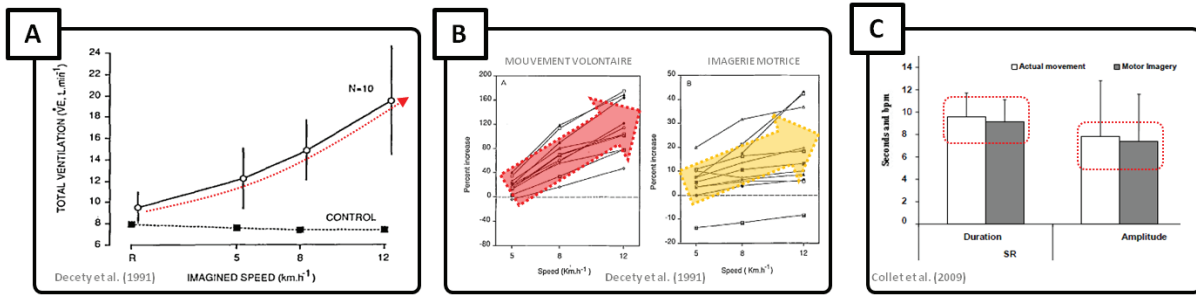 A
TOTAL VENTILATION (V̇E, L.min⁻¹)
24
22
20
18
16
14
12
10
8
6
N=10
CONTROL
R
5
8
12
IMAGINED SPEED (km.h⁻¹)
Decety et al. (1991)
B
MOUVEMENT VOLONTAIRE
A
Percent increase
200
160
120
80
40
0
-40
-80
5
8
12
Speed (Km.h⁻¹)
IMAGERIE MOTRICE
B
Percent increase
50
40
30
20
10
0
-10
-20
5
8
12
Speed (Km.h⁻¹)
Decety et al. (1991)
C
Actual movement
Motor Imagery
Seconds and bpm
14
12
10
8
6
4
2
0
Duration
Amplitude
SR
Collet et al. (2009)